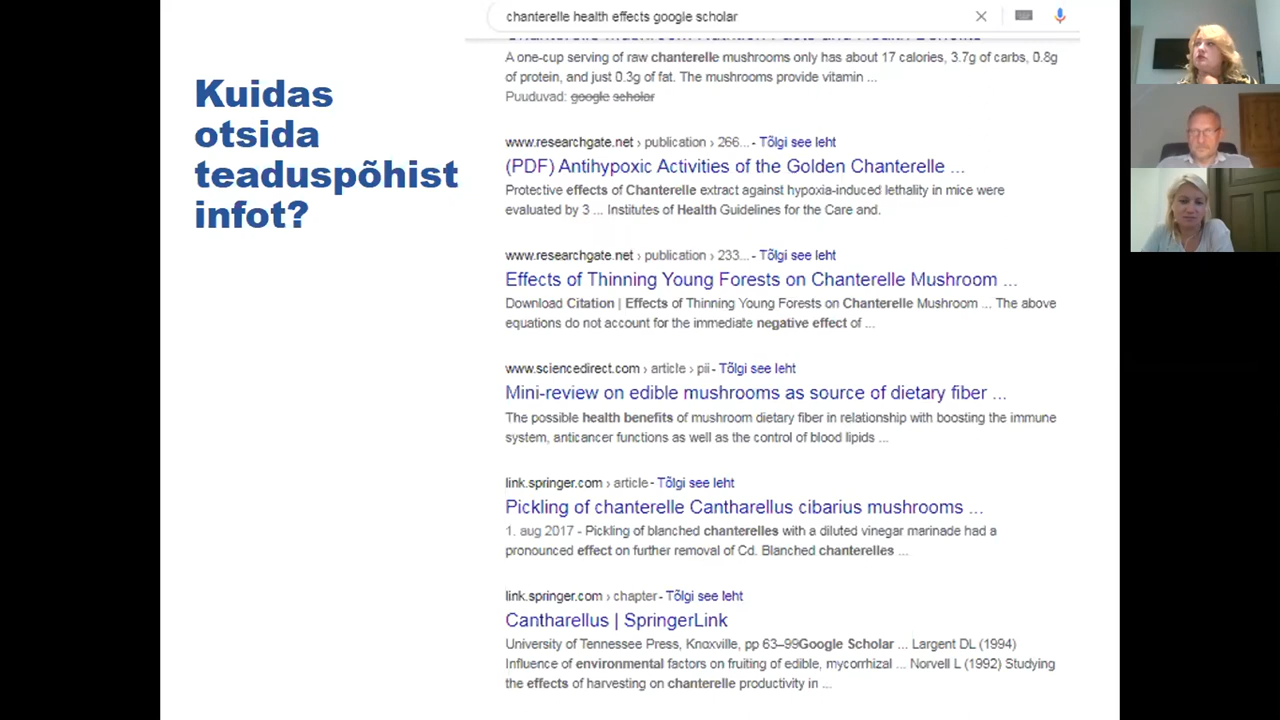 Kuidas
otsida
teaduspõhist
infot?
chanterelle health effects google scholar
Chanterelle Mushroom Nutrition Facts and Health Benefits
A one-cup serving of raw chanterelle mushrooms only has about 17 calories, 3.7g of carbs, 0.8g
of protein, and just 0.3g of fat. The mushrooms provide vitamin ...
Puuduvad: google scholar
www.researchgate.net › publication › 266... - Tõlgi see leht
(PDF) Antihypoxic Activities of the Golden Chanterelle ...
Protective effects of Chanterelle extract against hypoxia-induced lethality in mice were
evaluated by 3 ... Institutes of Health Guidelines for the Care and.
www.researchgate.net › publication › 233... - Tõlgi see leht
Effects of Thinning Young Forests on Chanterelle Mushroom ...
Download Citation | Effects of Thinning Young Forests on Chanterelle Mushroom ... The above
equations do not account for the immediate negative effect of ...
www.sciencedirect.com › article › pii - Tõlgi see leht
Mini-review on edible mushrooms as source of dietary fiber ...
The possible health benefits of mushroom dietary fiber in relationship with boosting the immune
system, anticancer functions as well as the control of blood lipids ...
link.springer.com › article - Tõlgi see leht
Pickling of chanterelle Cantharellus cibarius mushrooms ...
1. aug 2017 - Pickling of blanched chanterelles with a diluted vinegar marinade had a
pronounced effect on further removal of Cd. Blanched chanterelles ...
link.springer.com › chapter - Tõlgi see leht
Cantharellus | SpringerLink
University of Tennessee Press, Knoxville, pp 63–99Google Scholar ... Largent DL (1994)
Influence of environmental factors on fruiting of edible, mycorrhizal ... Norvell L (1992) Studying
the effects of harvesting on chanterelle productivity in ...